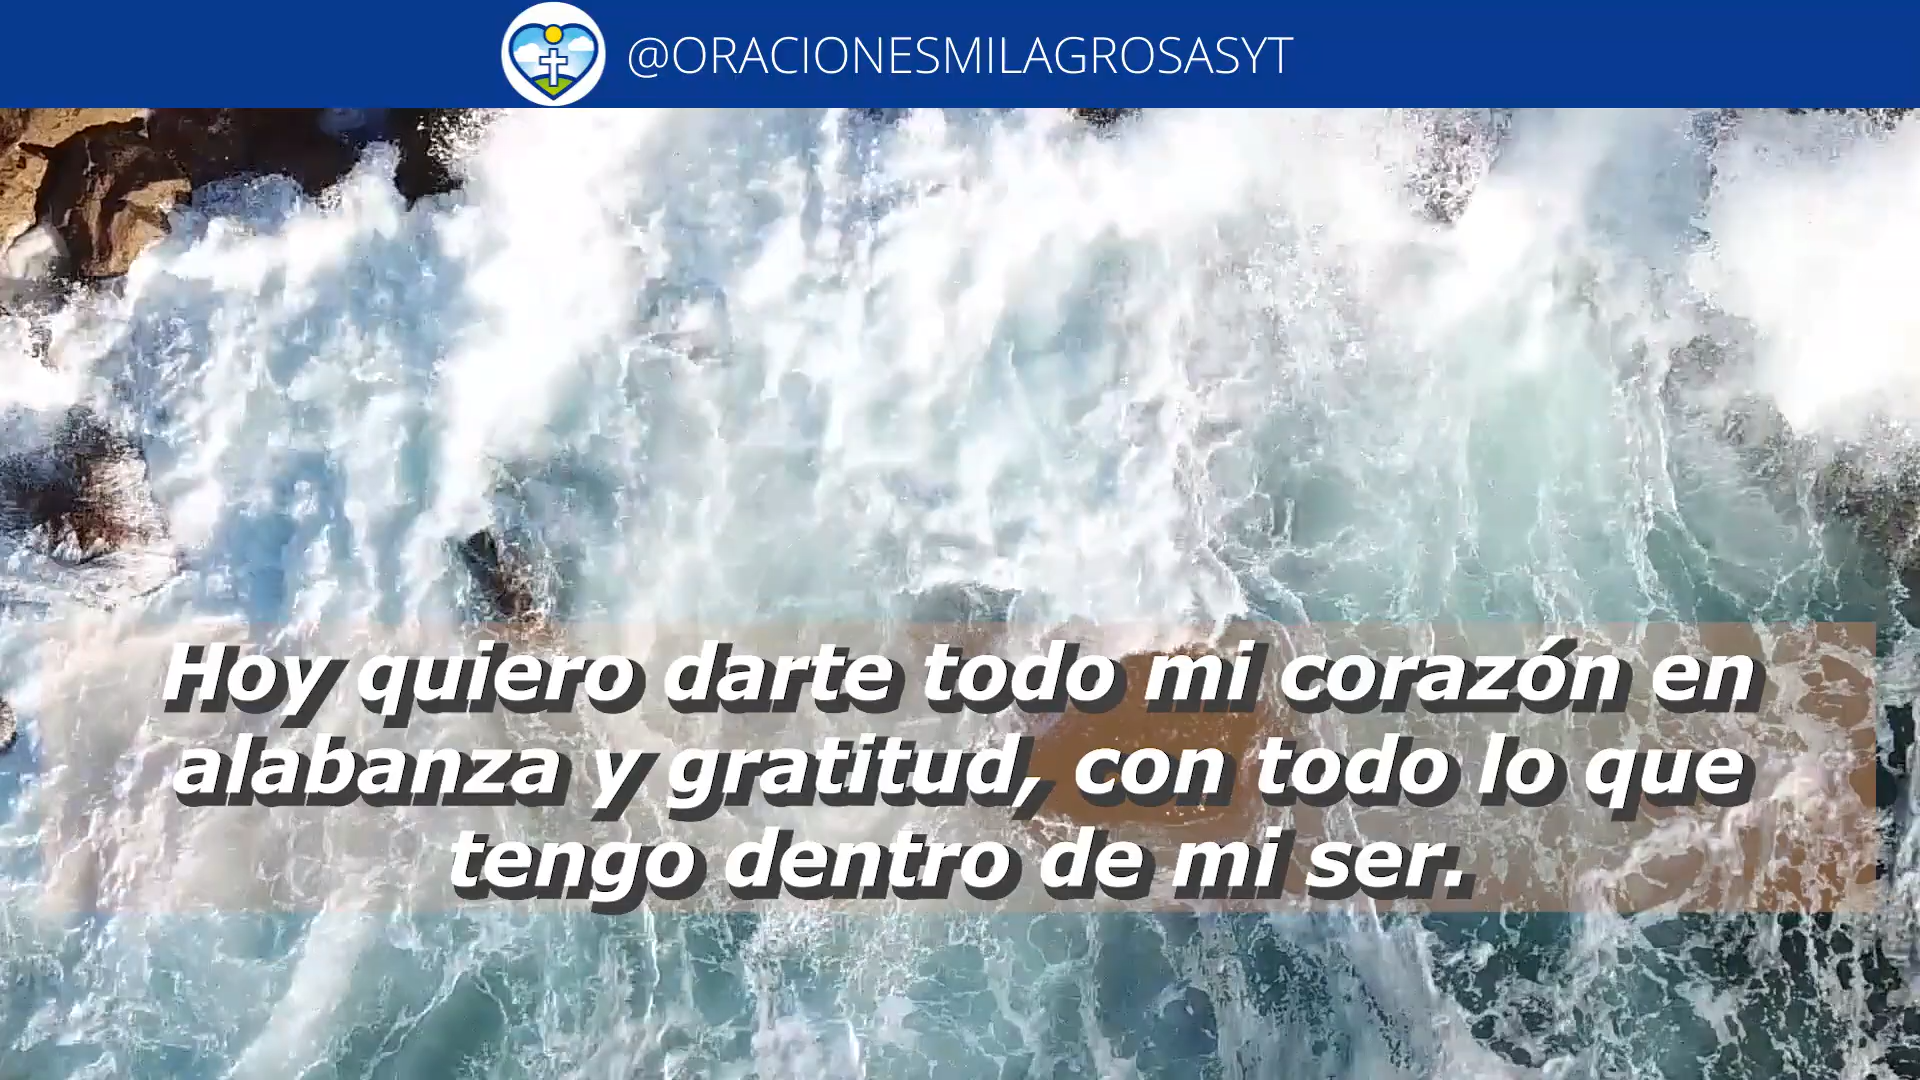 @ORACIONESMILAGROSASYT
Hoy quiero darte todo mi corazón en
alabanza y gratitud, con todo lo que
tengo dentro de mi ser.